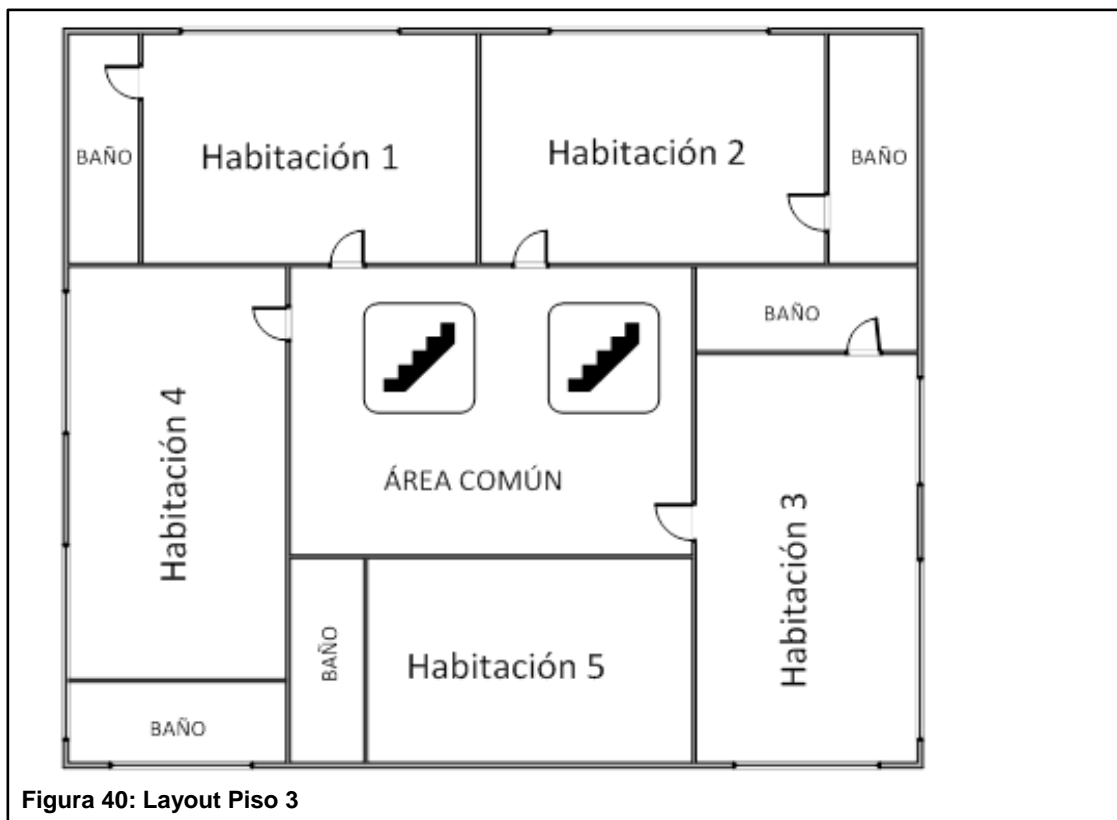 BAÑO
Habitación 1
Habitación 2
BAÑO
BAÑO
Habitación 4
ÁREA COMÚN
Habitación 3
BAÑO
Habitación 5
BAÑO
Figura 40: Layout Piso 3